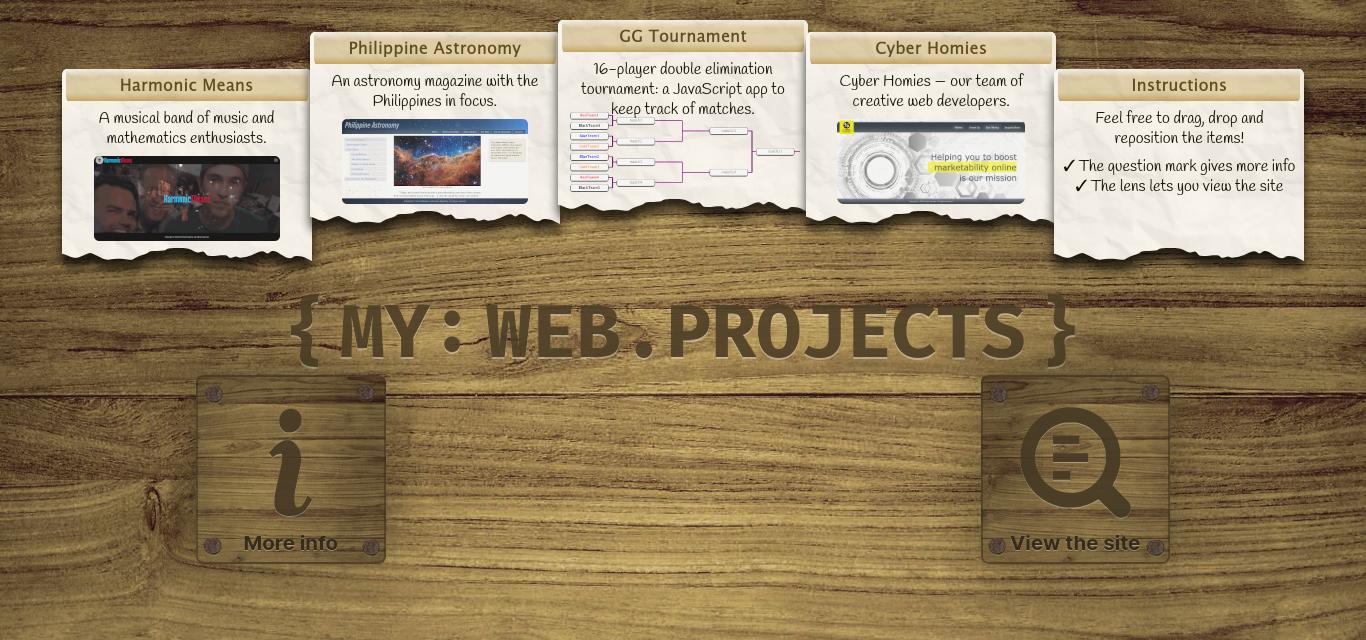 Harmonic Means
A musical band of music and
mathematics enthusiasts.
HarmonicMeans
Philippine Astronomy
An astronomy magazine with the
Philippines in focus.
Philippine Astronomy
GG Tournament
16-player double elimination
tournament: a JavaScript app to
keep track of matches.
Cyber Homies
Cyber Homies — our team of
creative web developers.
Helping you to boost
marketability online
is our mission
Instructions
Feel free to drag, drop and
reposition the items!
✓ The question mark gives more info
✓ The lens lets you view the site
{ MY: WEB.PROJECTS }
More info
View the site